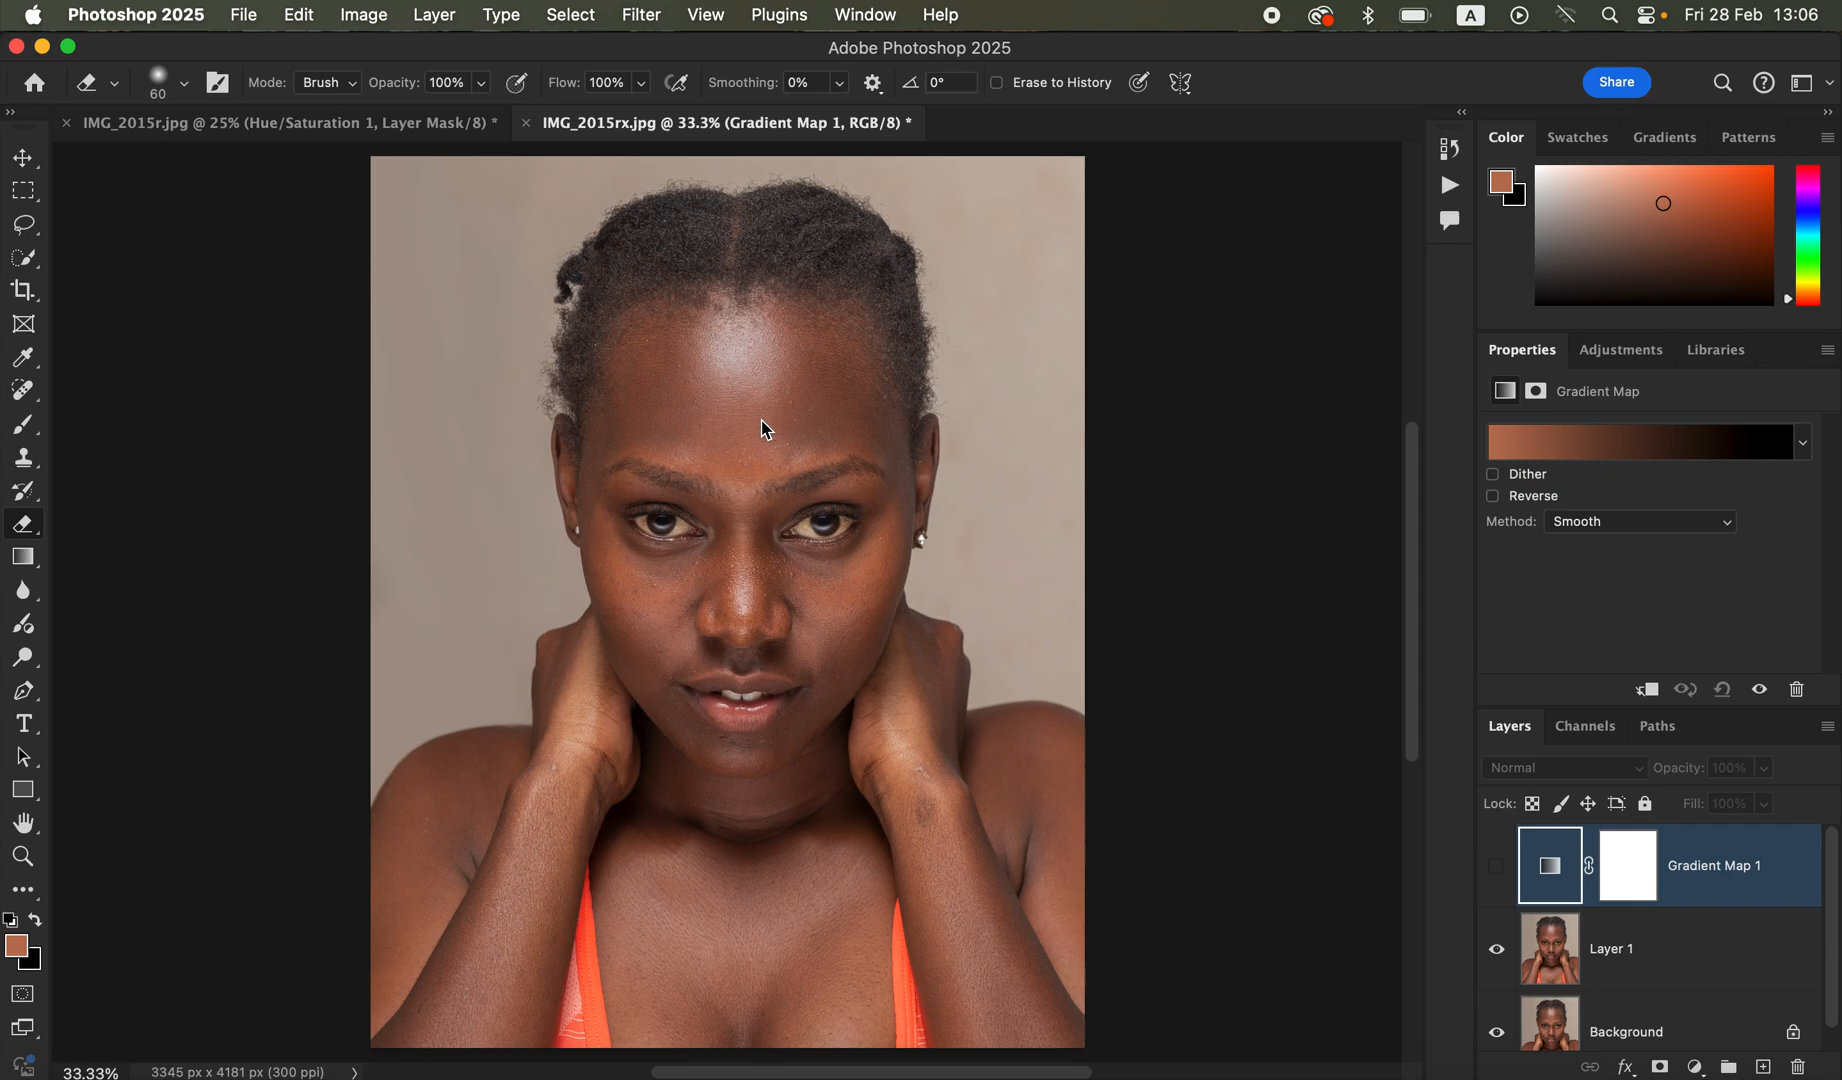 Photoshop 2025 File Edit Image Layer Type Select Filter View Plugins Window Help A Fri 28 Feb 13:06
Adobe Photoshop 2025
60 Mode: Brush Opacity: 100% Flow: 100% Smoothing: 0% 0° Erase to History Share
IMG_2015r.jpg @ 25% (Hue/Saturation 1, Layer Mask/8) * IMG_2015rx.jpg @ 33.3% (Gradient Map 1, RGB/8) *
Color Swatches Gradients Patterns
Properties Adjustments Libraries
Gradient Map
Dither
Reverse
Method: Smooth
Layers Channels Paths
Normal Opacity: 100%
Lock: Fill: 100%
Gradient Map 1
Layer 1
Background
33.33% 3345 px x 4181 px (300 ppi)